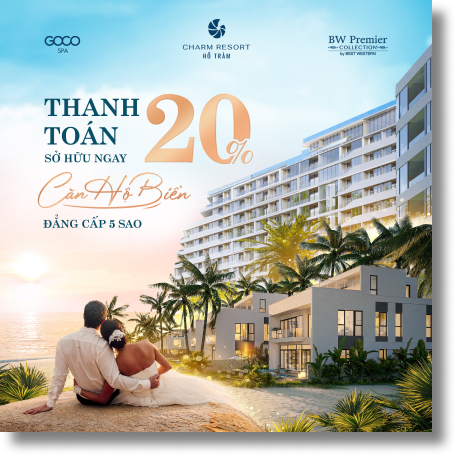 GOCO
SPA
CHARM RESORT
HỒ TRÀM
BW Premier
COLLECTION
by BEST WESTERN
THANH
TOÁN
20%
SỞ HỮU NGAY
Căn Hộ Biển
ĐẲNG CẤP 5 SAO